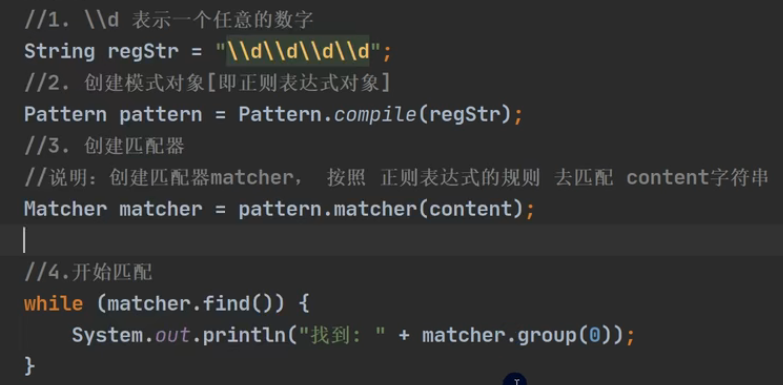 //1. \\d 表示一个任意的数字
String regStr = "\\d\\d\\d\\d";
//2. 创建模式对象[即正则表达式对象]
Pattern pattern = Pattern.compile(regStr);
//3. 创建匹配器
//说明：创建匹配器matcher， 按照 正则表达式的规则 去匹配 content字符串
Matcher matcher = pattern.matcher(content);
//4.开始匹配
while (matcher.find()) {
    System.out.println("找到: " + matcher.group(0));
}